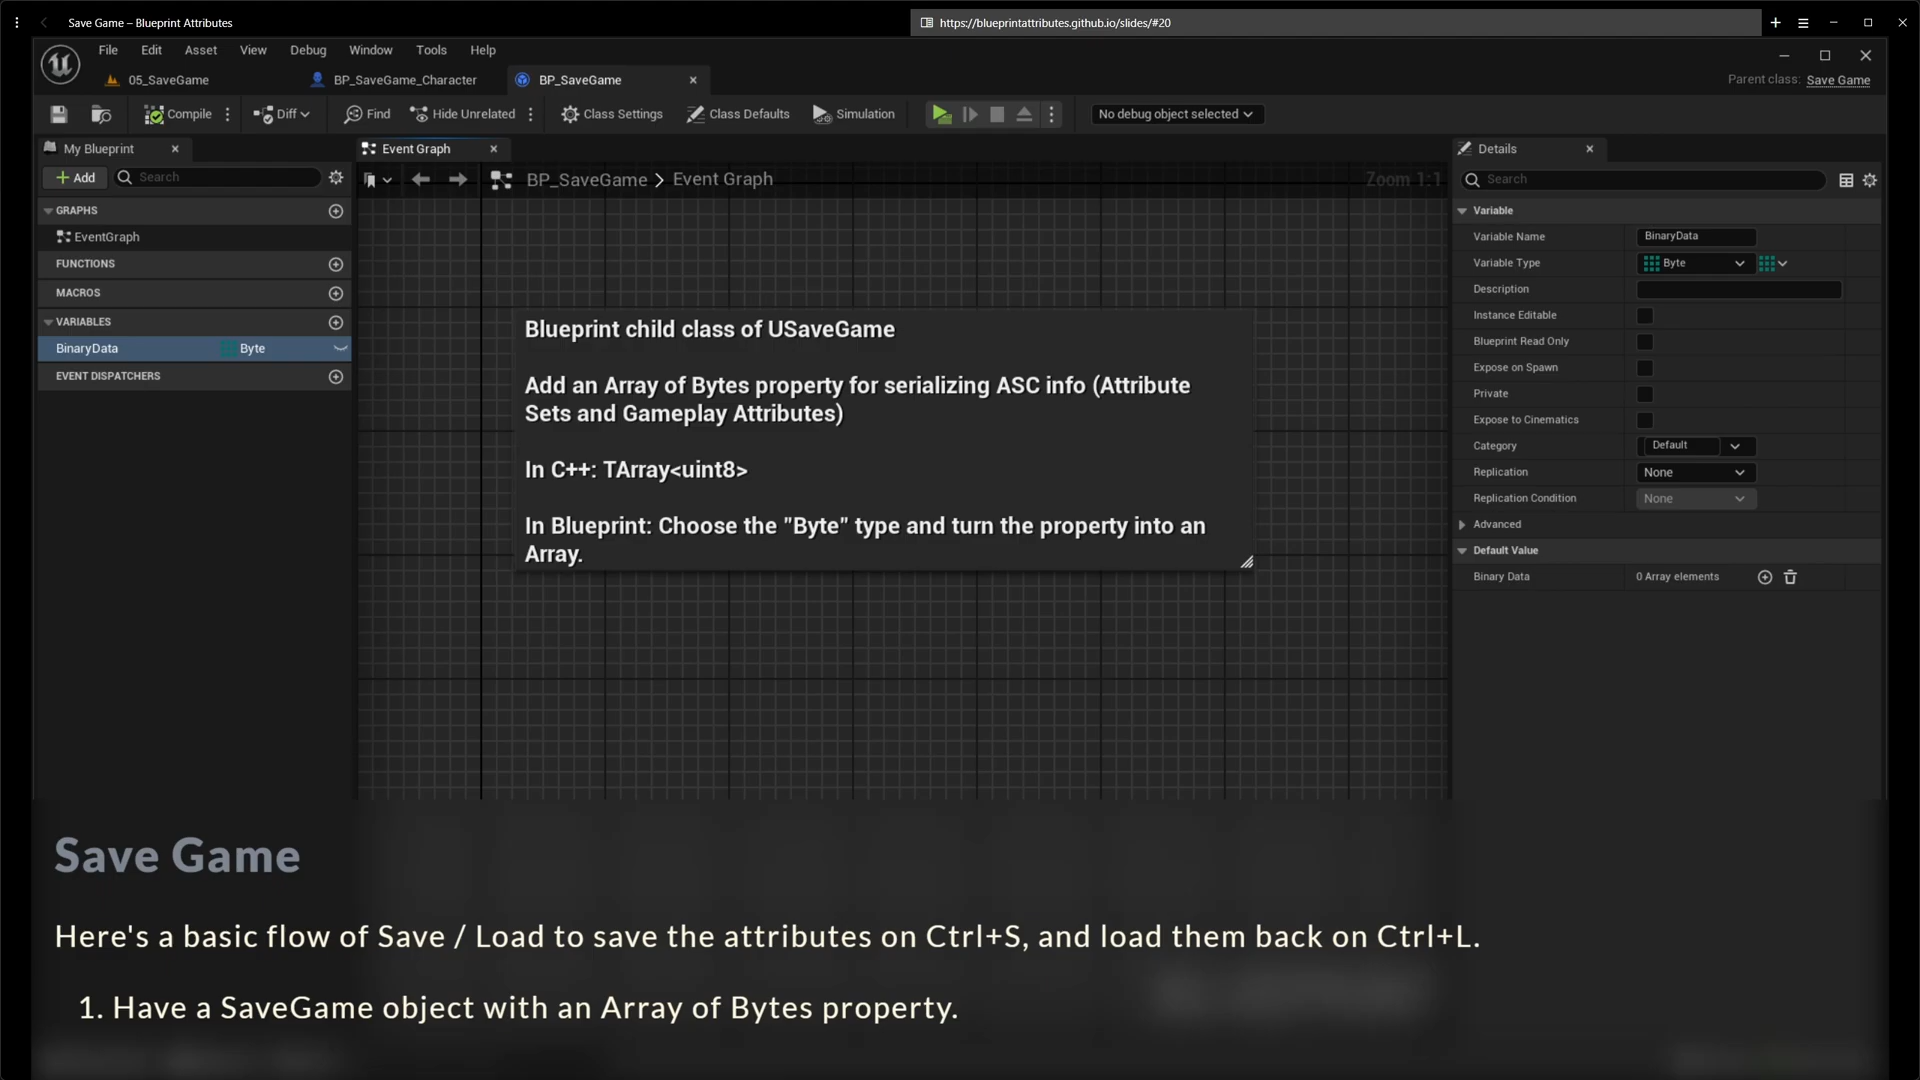 Save Game – Blueprint Attributes
https://blueprintattributes.github.io/slides/#20
File Edit Asset View Debug Window Tools Help
05_SaveGame BP_SaveGame_Character BP_SaveGame
Parent class: Save Game
Compile Diff Find Hide Unrelated Class Settings Class Defaults Simulation No debug object selected
My Blueprint
Event Graph
Details
Add Search
BP_SaveGame > Event Graph
Zoom 1:1
Search
GRAPHS
EventGraph
FUNCTIONS
MACROS
VARIABLES
BinaryData Byte
EVENT DISPATCHERS
Blueprint child class of USaveGame
Add an Array of Bytes property for serializing ASC info (Attribute
Sets and Gameplay Attributes)
In C++: TArray<uint8>
In Blueprint: Choose the "Byte" type and turn the property into an
Array.
Variable
Variable Name BinaryData
Variable Type Byte
Description
Instance Editable
Blueprint Read Only
Expose on Spawn
Private
Expose to Cinematics
Category Default
Replication None
Replication Condition None
Advanced
Default Value
Binary Data 0 Array elements
Save Game
Here's a basic flow of Save / Load to save the attributes on Ctrl+S, and load them back on Ctrl+L.
1. Have a SaveGame object with an Array of Bytes property.